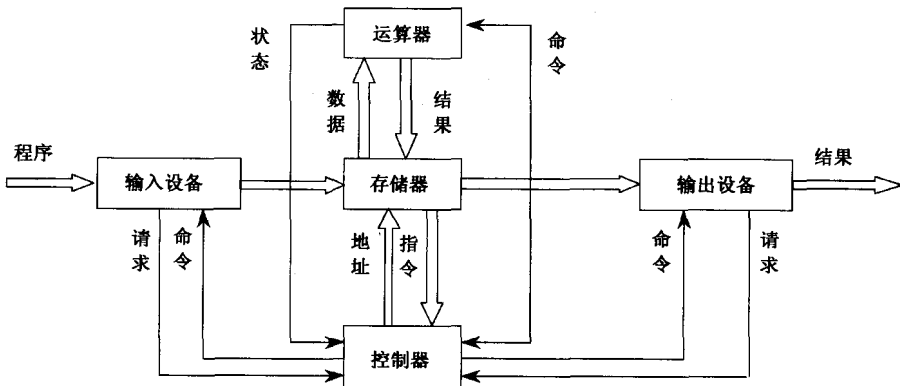 状态
运算器
命令
数据
结果
程序
输入设备
存储器
输出设备
结果
请求
命令
地址
指令
命令
请求
控制器